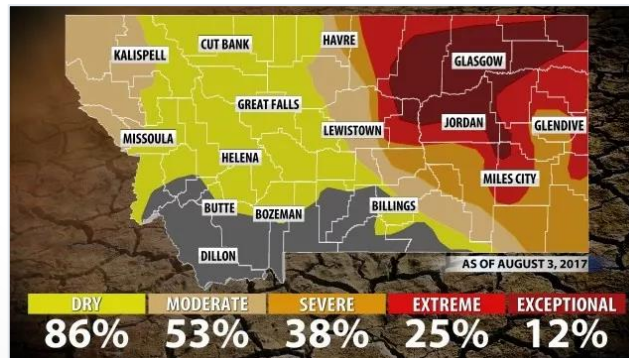 CUT BANK
HAVRE
KALISPELL
GLASGOW
GREAT FALLS
LEWISTOWN
JORDAN
GLENDIVE
MISSOULA
HELENA
MILES CITY
BUTTE
BOZEMAN
BILLINGS
DILLON
AS OF AUGUST 3, 2017
DRY MODERATE SEVERE EXTREME EXCEPTIONAL
86% 53% 38% 25% 12%